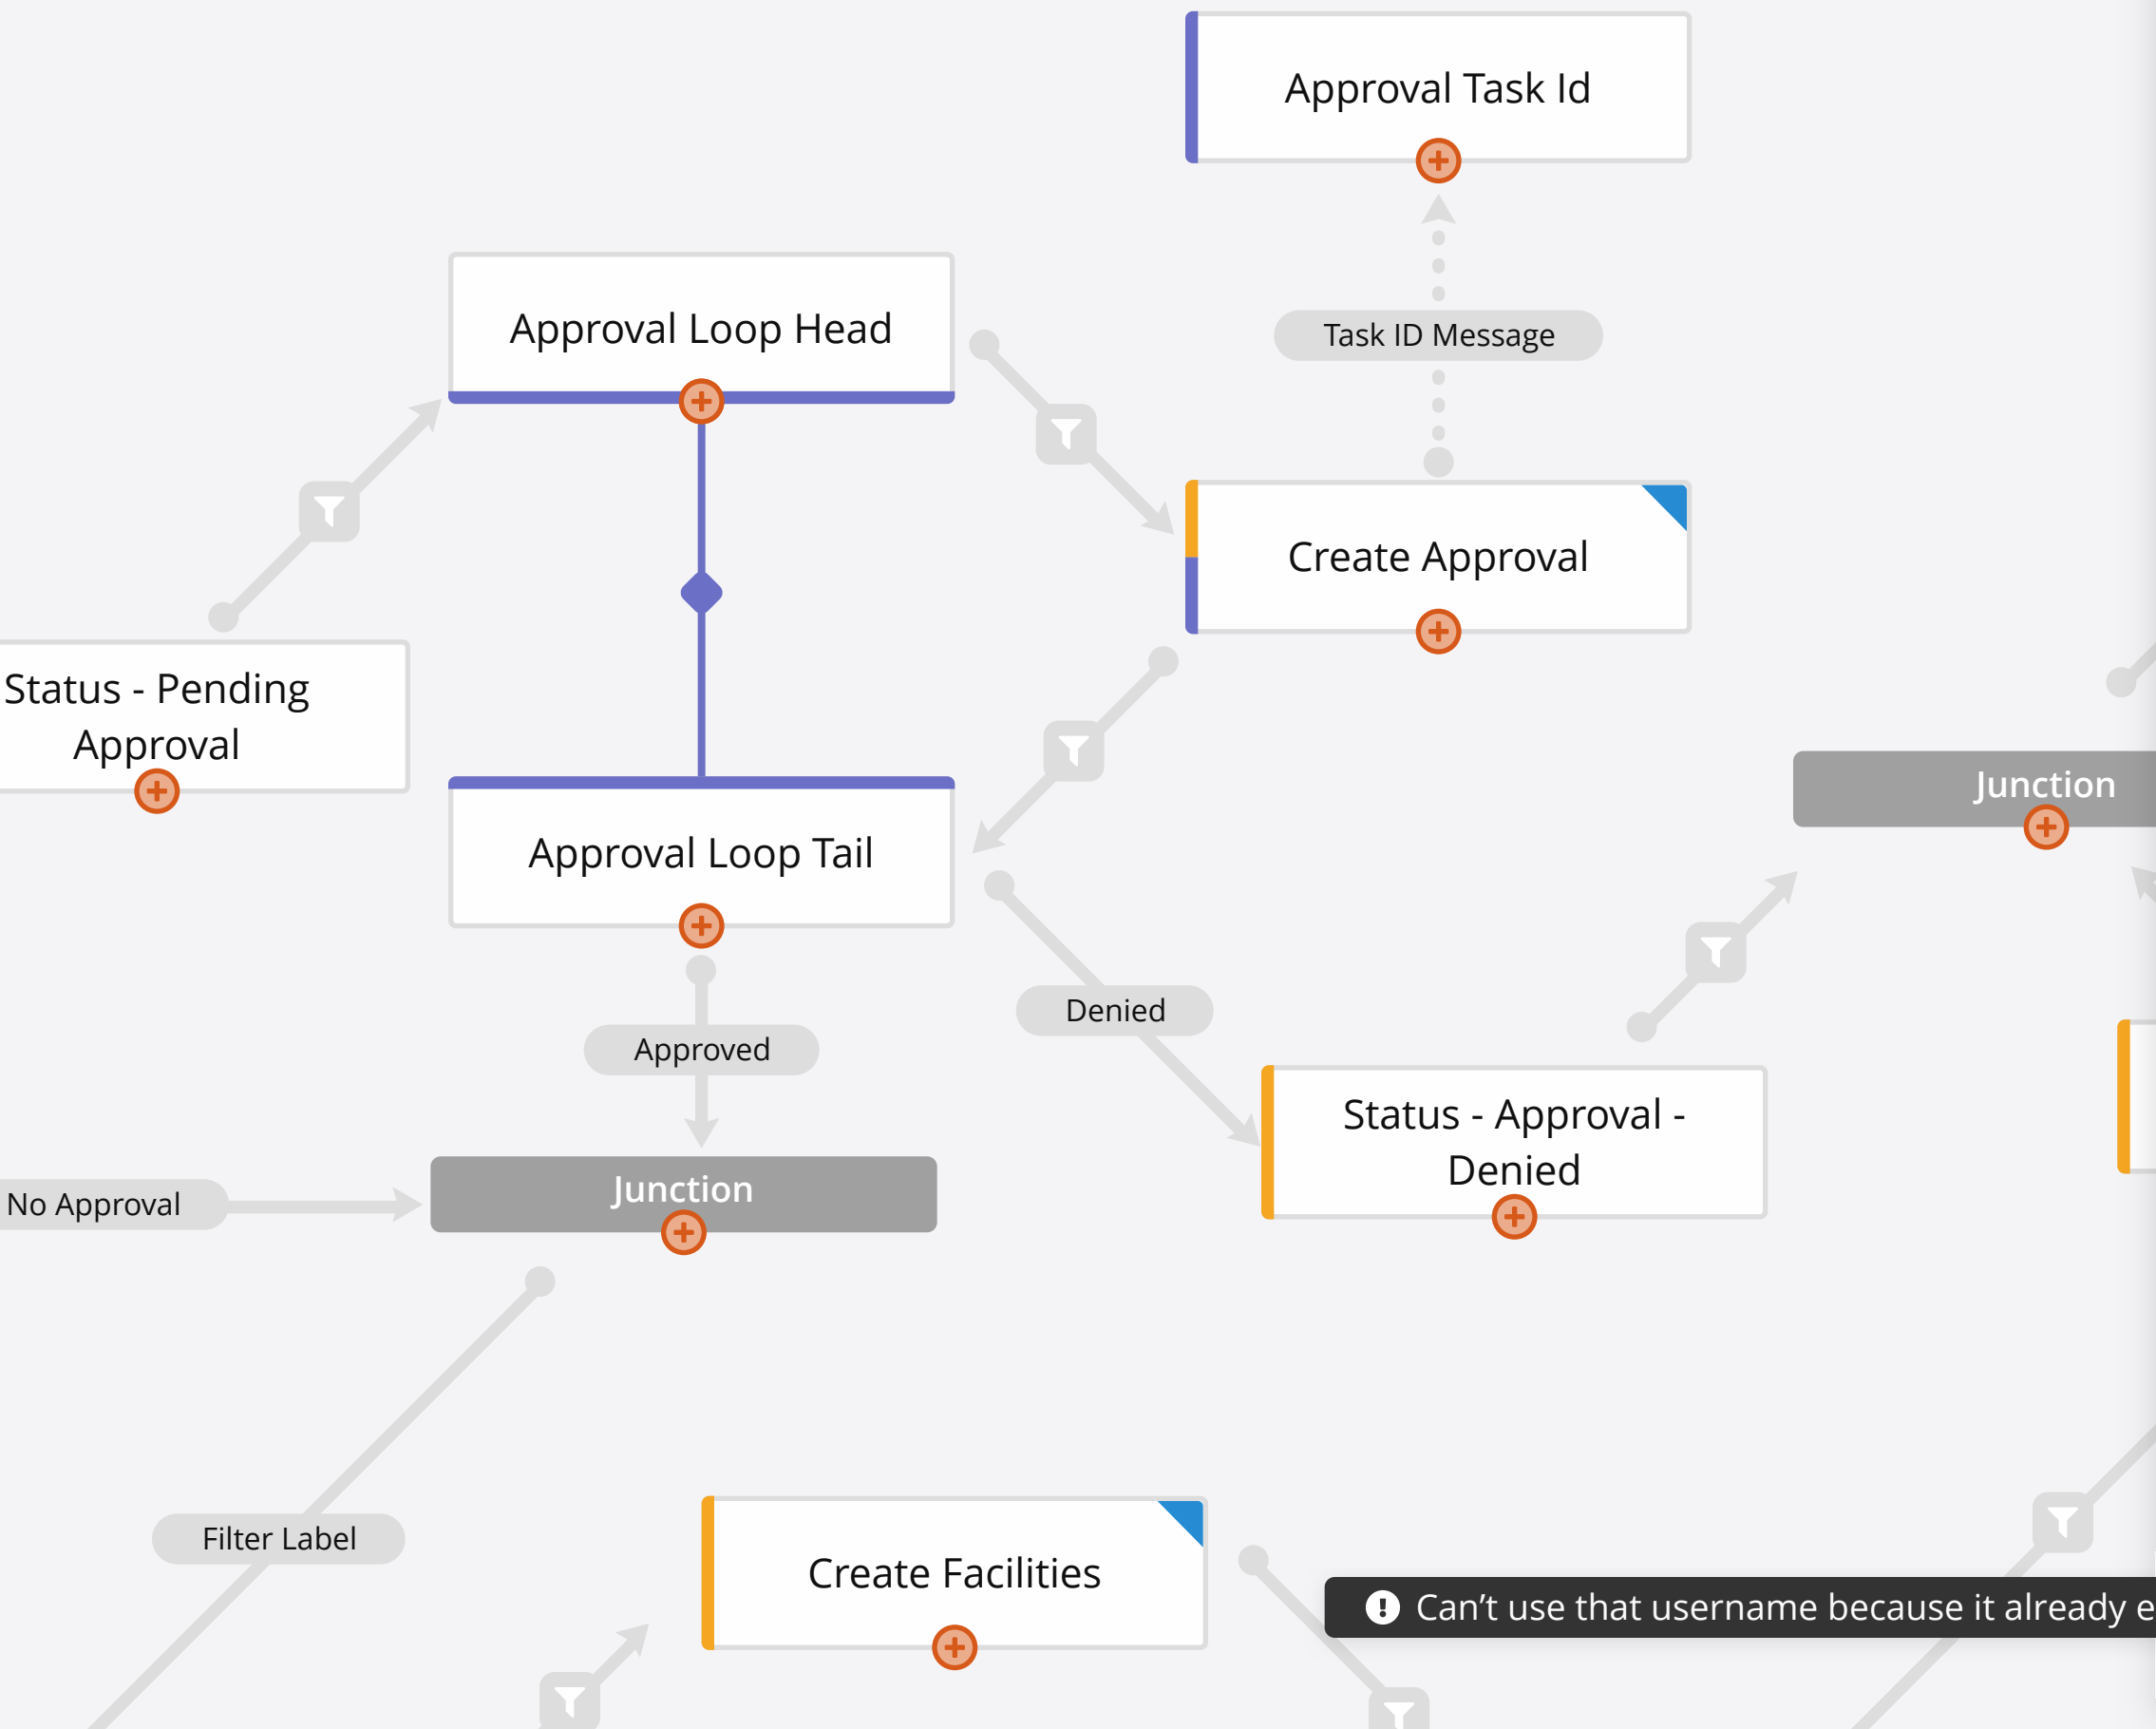 Approval Task Id
Task ID Message
Approval Loop Head
Create Approval
Status - Pending
Approval
Junction
Approval Loop Tail
Denied
Approved
Status - Approval -
Denied
No Approval
Junction
Filter Label
Create Facilities
Can’t use that username because it already